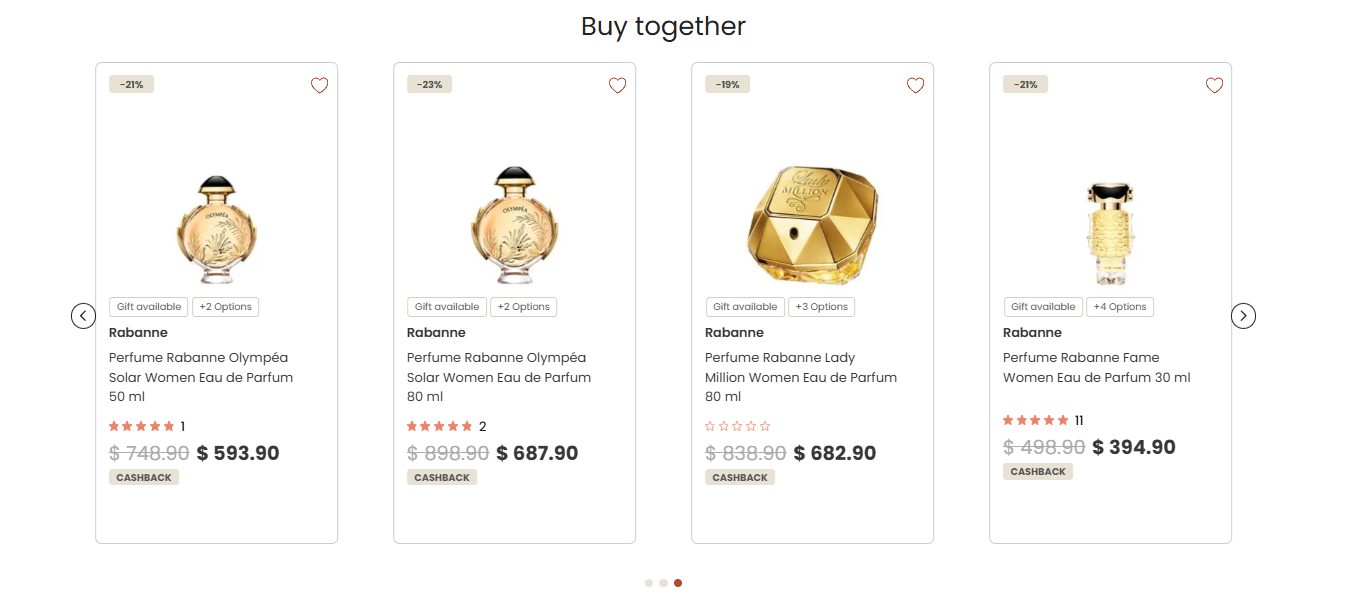 Buy together
-21%
OLYMPÉA
Gift available
+2 Options
Rabanne
Perfume Rabanne Olympéa
Solar Women Eau de Parfum
50 ml
1
$ 748.90 $ 593.90
CASHBACK
-23%
OLYMPÉA
Gift available
+2 Options
Rabanne
Perfume Rabanne Olympéa
Solar Women Eau de Parfum
80 ml
2
$ 898.90 $ 687.90
CASHBACK
-19%
Lady
MILLION
Gift available
+3 Options
Rabanne
Perfume Rabanne Lady
Million Women Eau de Parfum
80 ml
$ 838.90 $ 682.90
CASHBACK
-21%
Gift available
+4 Options
Rabanne
Perfume Rabanne Fame
Women Eau de Parfum 30 ml
11
$ 498.90 $ 394.90
CASHBACK